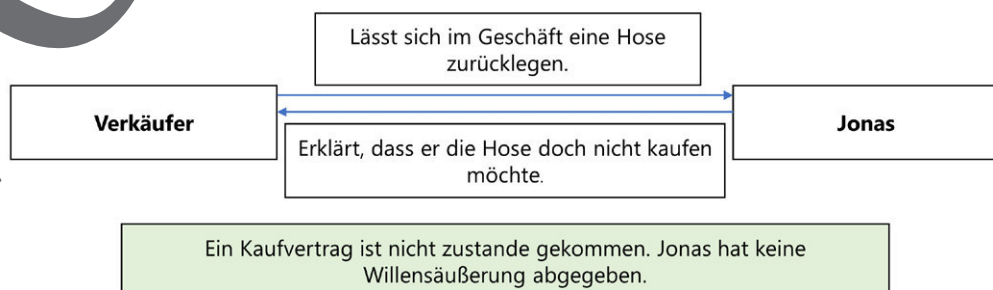 Lässt sich im Geschäft eine Hose
zurücklegen.
Verkäufer
Jonas
Erklärt, dass er die Hose doch nicht kaufen
möchte.
Ein Kaufvertrag ist nicht zustande gekommen. Jonas hat keine
Willensäußerung abgegeben.